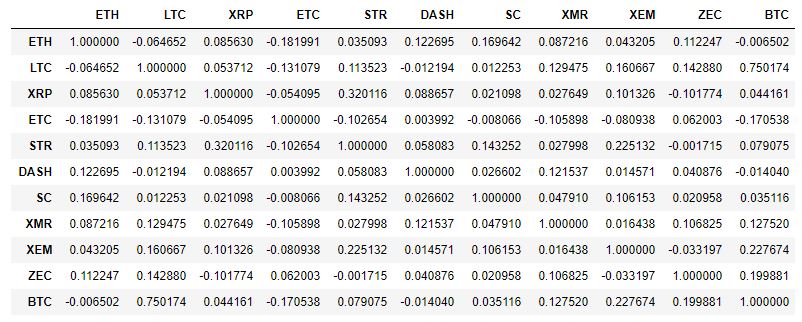 ETH LTC XRP ETC STR DASH SC XMR XEM ZEC BTC
ETH 1.000000 -0.064652 0.085630 -0.181991 0.035093 0.122695 0.169642 0.087216 0.043205 0.112247 -0.006502
LTC -0.064652 1.000000 0.053712 -0.131079 0.113523 -0.012194 0.012253 0.129475 0.160667 0.142880 0.750174
XRP 0.085630 0.053712 1.000000 -0.054095 0.320116 0.088657 0.021098 0.027649 0.101326 -0.101774 0.044161
ETC -0.181991 -0.131079 -0.054095 1.000000 -0.102654 0.003992 -0.008066 -0.105898 -0.080938 0.062003 -0.170538
STR 0.035093 0.113523 0.320116 -0.102654 1.000000 0.058083 0.143252 0.027998 0.225132 -0.001715 0.079075
DASH 0.122695 -0.012194 0.088657 0.003992 0.058083 1.000000 0.026602 0.121537 0.014571 0.040876 -0.014040
SC 0.169642 0.012253 0.021098 -0.008066 0.143252 0.026602 1.000000 0.047910 0.106153 0.020958 0.035116
XMR 0.087216 0.129475 0.027649 -0.105898 0.027998 0.121537 0.047910 1.000000 0.016438 0.106825 0.127520
XEM 0.043205 0.160667 0.101326 -0.080938 0.225132 0.014571 0.106153 0.016438 1.000000 -0.033197 0.227674
ZEC 0.112247 0.142880 -0.101774 0.062003 -0.001715 0.040876 0.020958 0.106825 -0.033197 1.000000 0.199881
BTC -0.006502 0.750174 0.044161 -0.170538 0.079075 -0.014040 0.035116 0.127520 0.227674 0.199881 1.000000